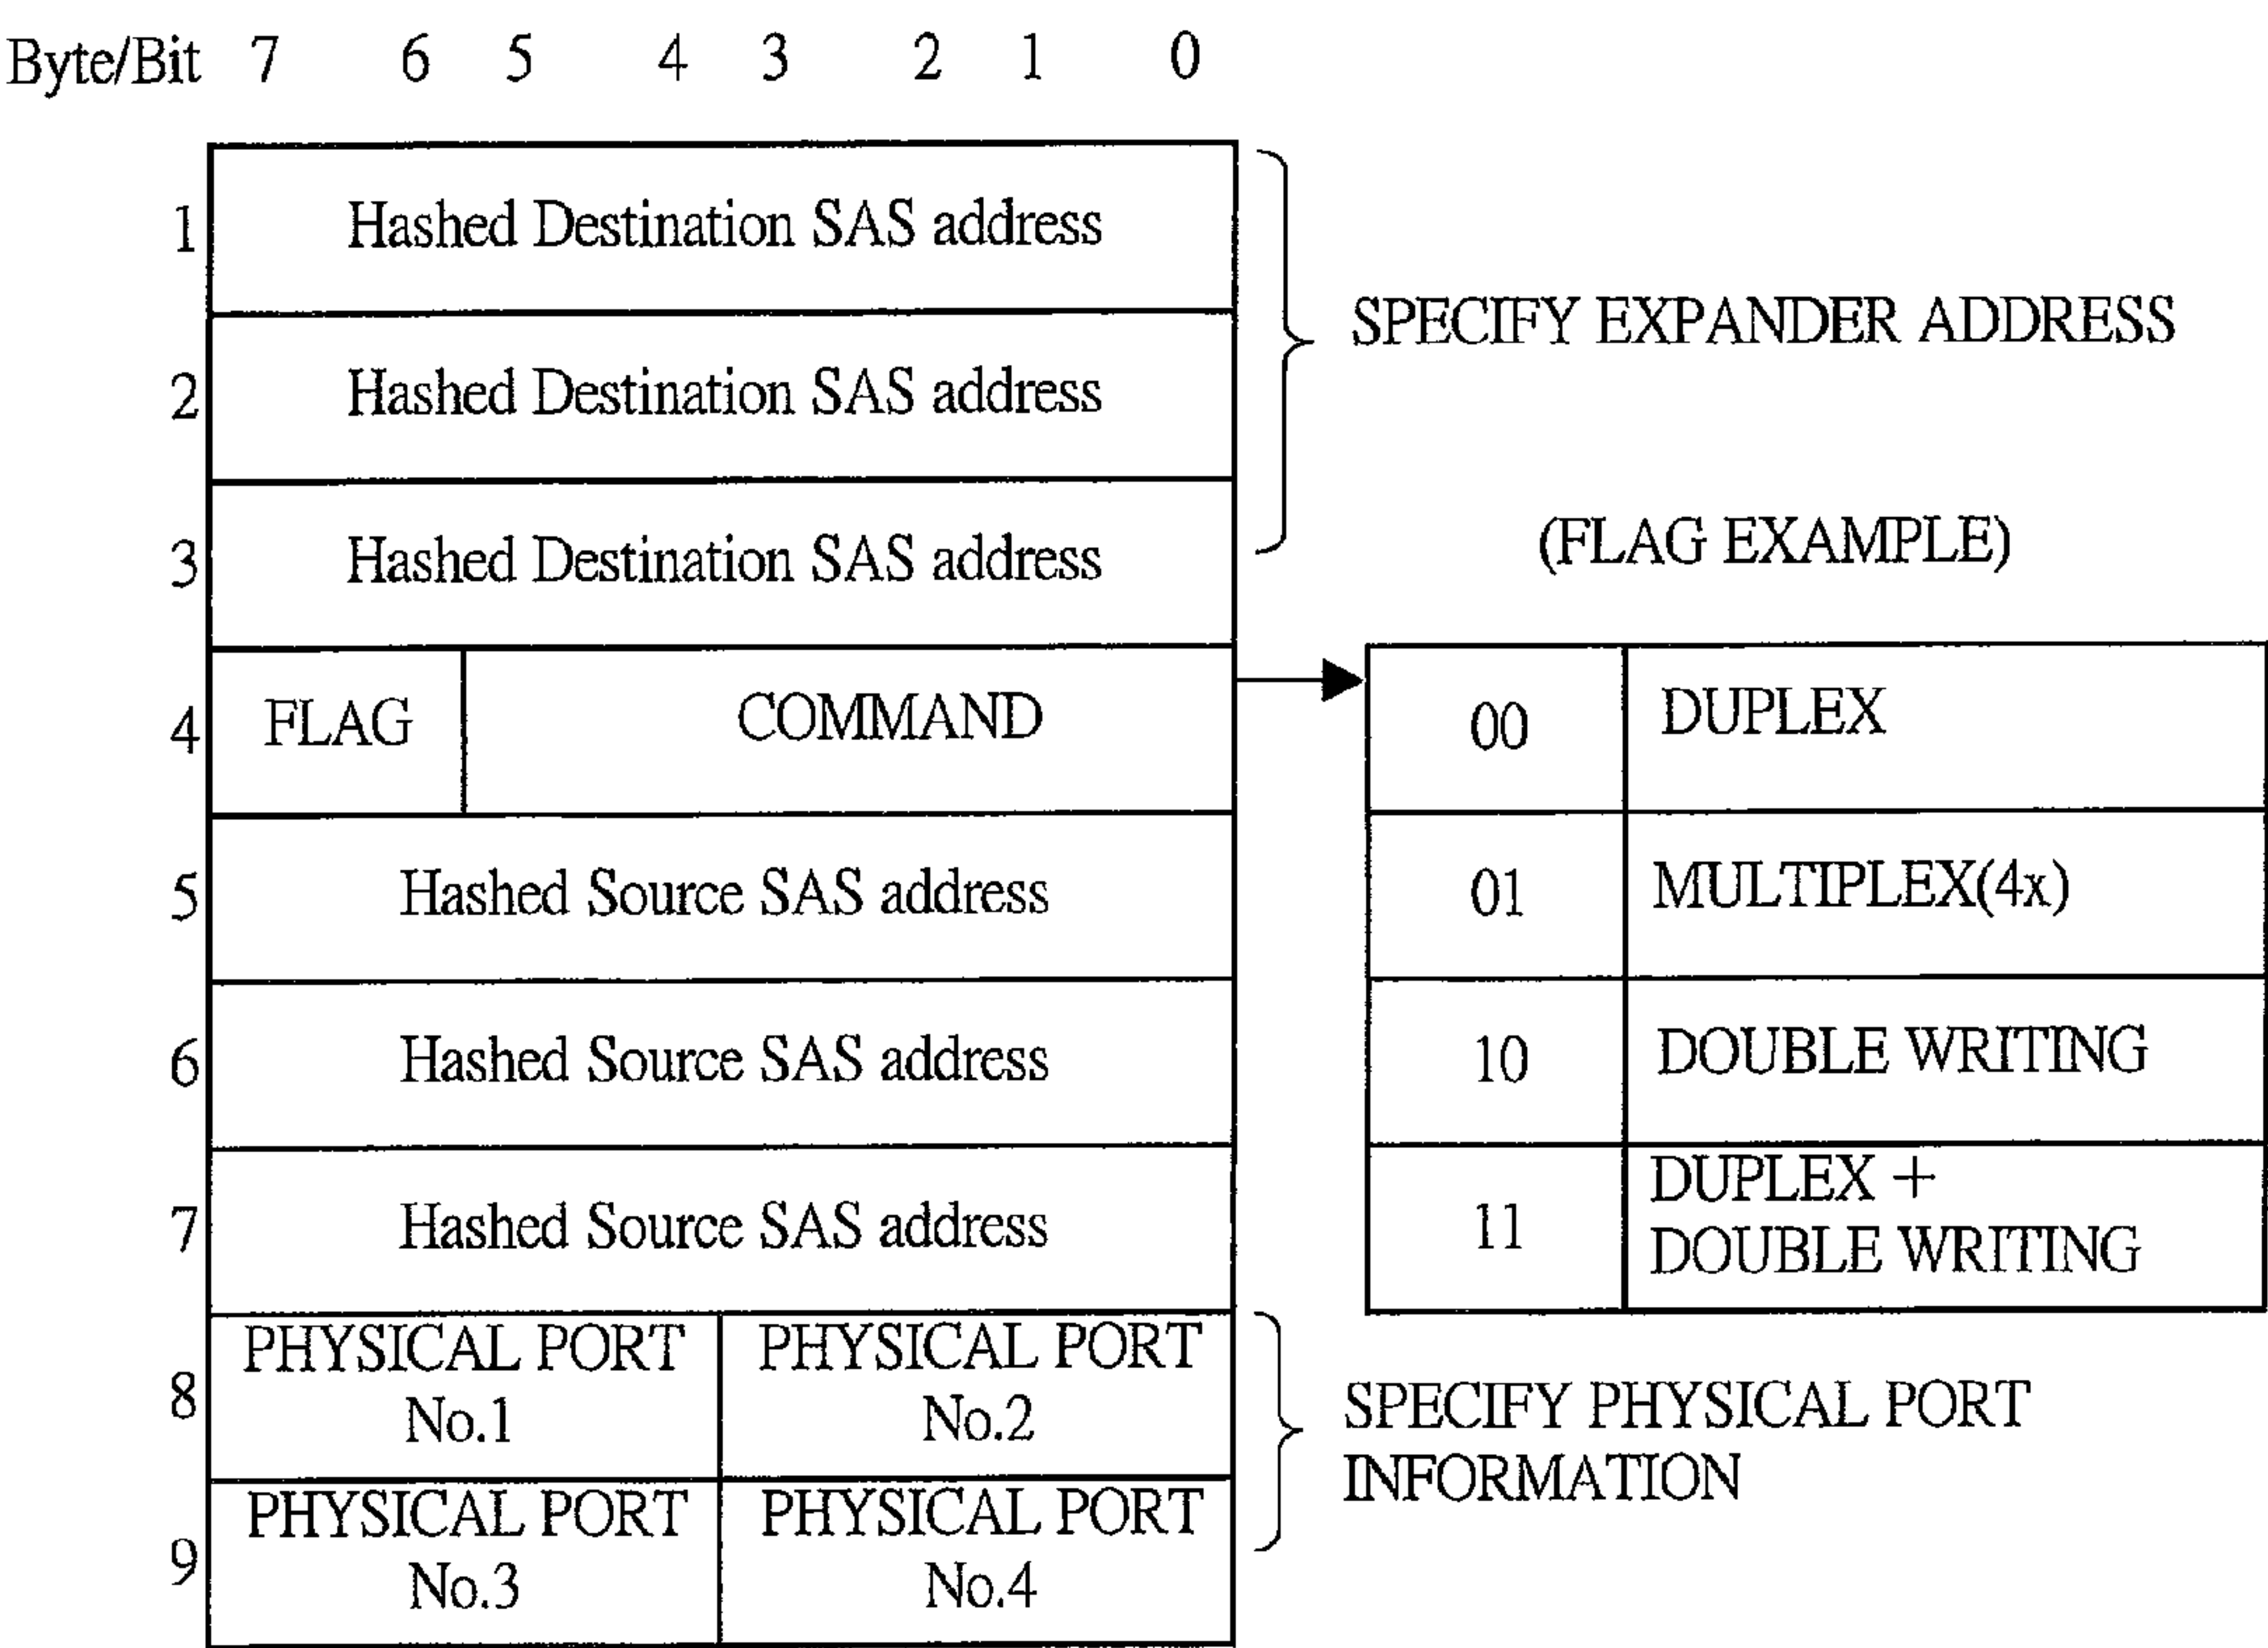 Byte/Bit 7 6 5 4 3 2 1 0
1 Hashed Destination SAS address
SPECIFY EXPANDER ADDRESS
2 Hashed Destination SAS address
3 Hashed Destination SAS address
(FLAG EXAMPLE)
4 FLAG COMMAND
00 DUPLEX
5 Hashed Source SAS address
01 MULTIPLEX(4x)
6 Hashed Source SAS address
10 DOUBLE WRITING
7 Hashed Source SAS address
11 DUPLEX +
DOUBLE WRITING
8 PHYSICAL PORT
No.1
PHYSICAL PORT
No.2
SPECIFY PHYSICAL PORT
INFORMATION
9 PHYSICAL PORT
No.3
PHYSICAL PORT
No.4